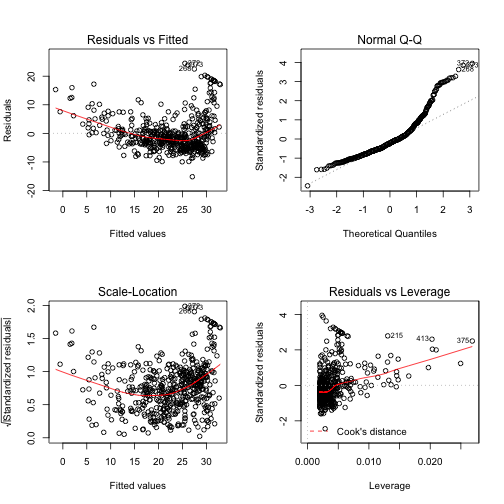 Residuals vs Fitted
Residuals
-20 -10 0 10 20
0 5 10 15 20 25 30
Fitted values
372
268
Normal Q-Q
Standardized residuals
-2 -1 0 1 2 3 4
-3 -2 -1 0 1 2 3
Theoretical Quantiles
268
Scale-Location
√|Standardized residuals|
0.0 0.5 1.0 1.5 2.0
0 5 10 15 20 25 30
Fitted values
268
Residuals vs Leverage
Standardized residuals
-2 0 2 4
0.000 0.010 0.020
Leverage
215
413
375
Cook's distance